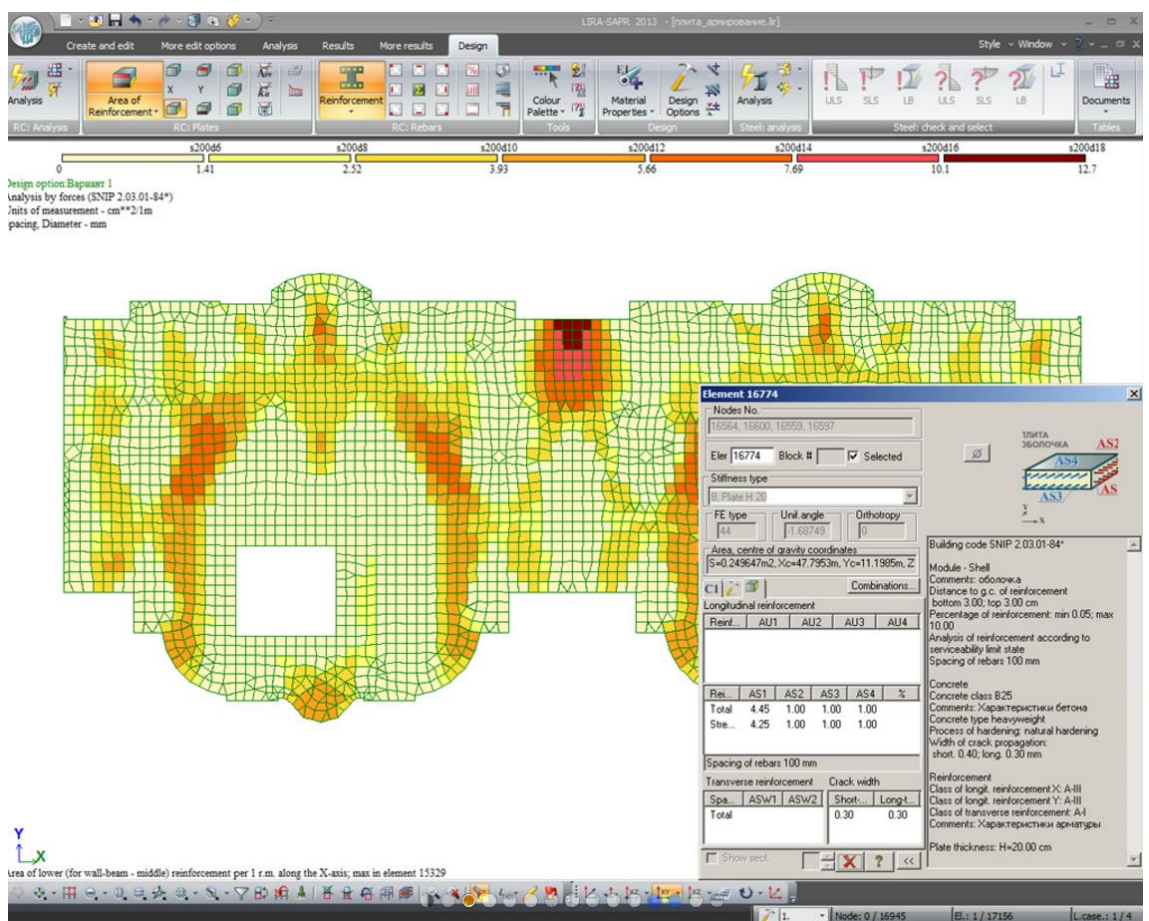 LIRA-SAPR 2013 - [плита_армирование.lir]
Create and edit More edit options Analysis Results More results Design Style Window
Analysis Area of Reinforcement Reinforcement Colour Palette Material Properties Design Options Analysis ULS SLS LB ULS SLS LB Documents
RC: Analysis RC: Plates RC: Rebars Tools Design Steel: analysis Steel: check and select Tables
s200d6 s200d8 s200d10 s200d12 s200d14 s200d16 s200d18
0 1.41 2.52 3.93 5.66 7.69 10.1 12.7
Design option:Вариант 1
Analysis by forces (SNIP 2.03.01-84*)
Units of measurement - cm**2/1m
Spacing, Diameter - mm
Element 16774
Nodes No.
16564, 16600, 16559, 16597
Eler 16774 Block # Selected
Stiffness type
8. Plate H 20
FE type Unif.angle Orthotropy
44 -1.68749 0
Area, centre of gravity coordinates
S=0.249647m2, Xc=47.7953m, Yc=11.1985m, Z
C1 Combinations...
Longitudinal reinforcement
Reinf... AU1 AU2 AU3 AU4
Rei... AS1 AS2 AS3 AS4 %
Total 4.45 1.00 1.00 1.00
Stre... 4.25 1.00 1.00 1.00
Spacing of rebars 100 mm
Transverse reinforcement Crack width
Spa... ASW1 ASW2 Short-... Long-t...
Total 0.30 0.30
Show sect.
? <<
ПЛИТА
ОБОЛОЧКА
AS2
AS4
AS3 AS
Y
X
Building code SNIP 2.03.01-84*
Module - Shell
Comments: оболочка
Distance to g.c. of reinforcement
bottom 3.00; top 3.00 cm
Percentage of reinforcement: min 0.05; max
10.00
Analysis of reinforcement according to
serviceability limit state
Spacing of rebars 100 mm
Concrete
Concrete class B25
Comments: Характеристики бетона
Concrete type heavyweight
Process of hardening: natural hardening
Width of crack propagation:
short. 0.40; long. 0.30 mm
Reinforcement
Class of longit. reinforcement X: A-III
Class of longit. reinforcement Y: A-III
Class of transverse reinforcement: A-I
Comments: Характеристики арматуры
Plate thickness: H=20.00 cm
Y
X
Area of lower (for wall-beam - middle) reinforcement per 1 r.m. along the X-axis; max in element 15329
1. Node: 0 / 16945 El.: 1 / 17156 L.case.: 1 / 4